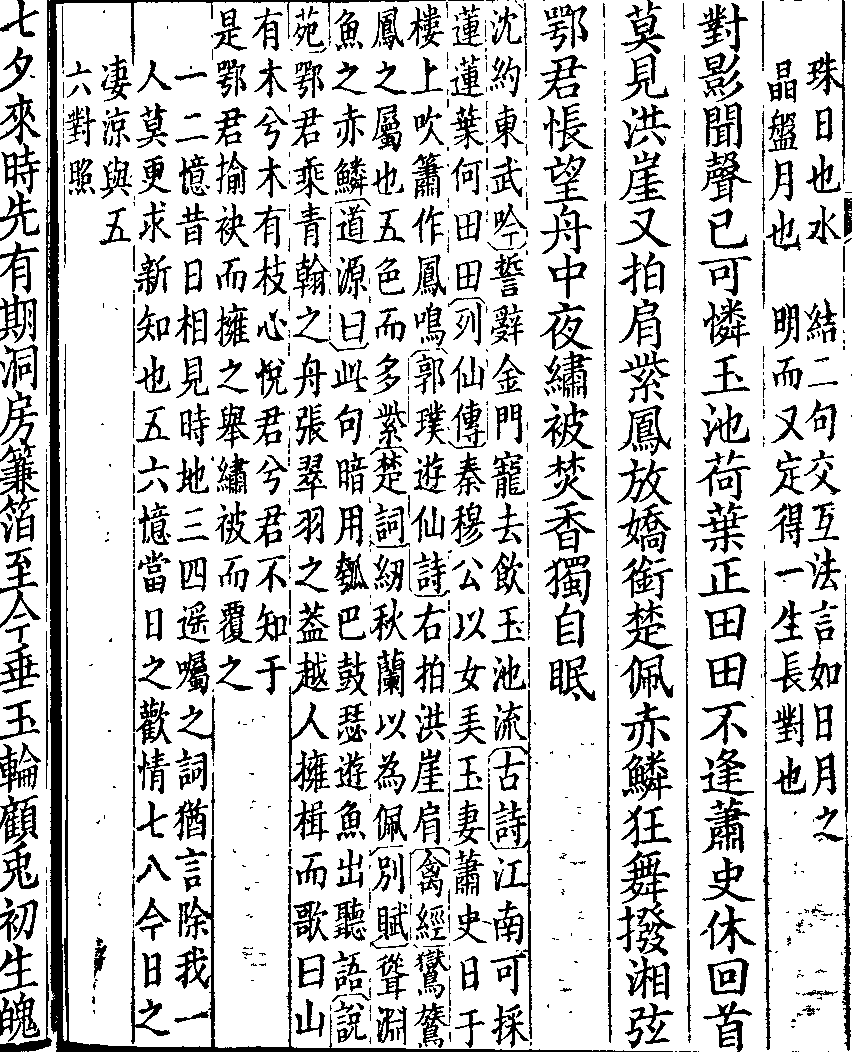 珠日也水
晶盤月也
結二句交互法言如日月之
明而又定得一生長對也
對影聞聲已可憐玉池荷葉正田田不逢蕭史休回首
莫見洪崖又拍肩紫鳳放嬌銜楚佩赤鱗狂舞撥湘弦
鄂君悵望舟中夜繡被焚香獨自眠
沈約東武吟誓辭金門寵去飲玉池流古詩江南可採
蓮蓮葉何田田列仙傳秦穆公以女弄玉妻蕭史日于
樓上吹簫作鳳鳴郭璞遊仙詩右拍洪崖肩禽經鸑鷟
鳳之屬也五色而多紫楚詞紉秋蘭以為佩別賦聳淵
魚之赤鱗道源曰此句暗用瓠巴鼓瑟遊魚出聽語說
苑鄂君乘青翰之舟張翠羽之蓋越人擁楫而歌曰山
有木兮木有枝心悅君兮君不知于
是鄂君揄袂而擁之舉繡被而覆之
一二憶昔日相見時地三四遥囑之詞猶言除我一
人莫更求新知也五六憶當日之歡情七八今日之
凄涼與五
六對照
七夕來時先有期洞房簾箔至今垂玉輪顧兎初生魄